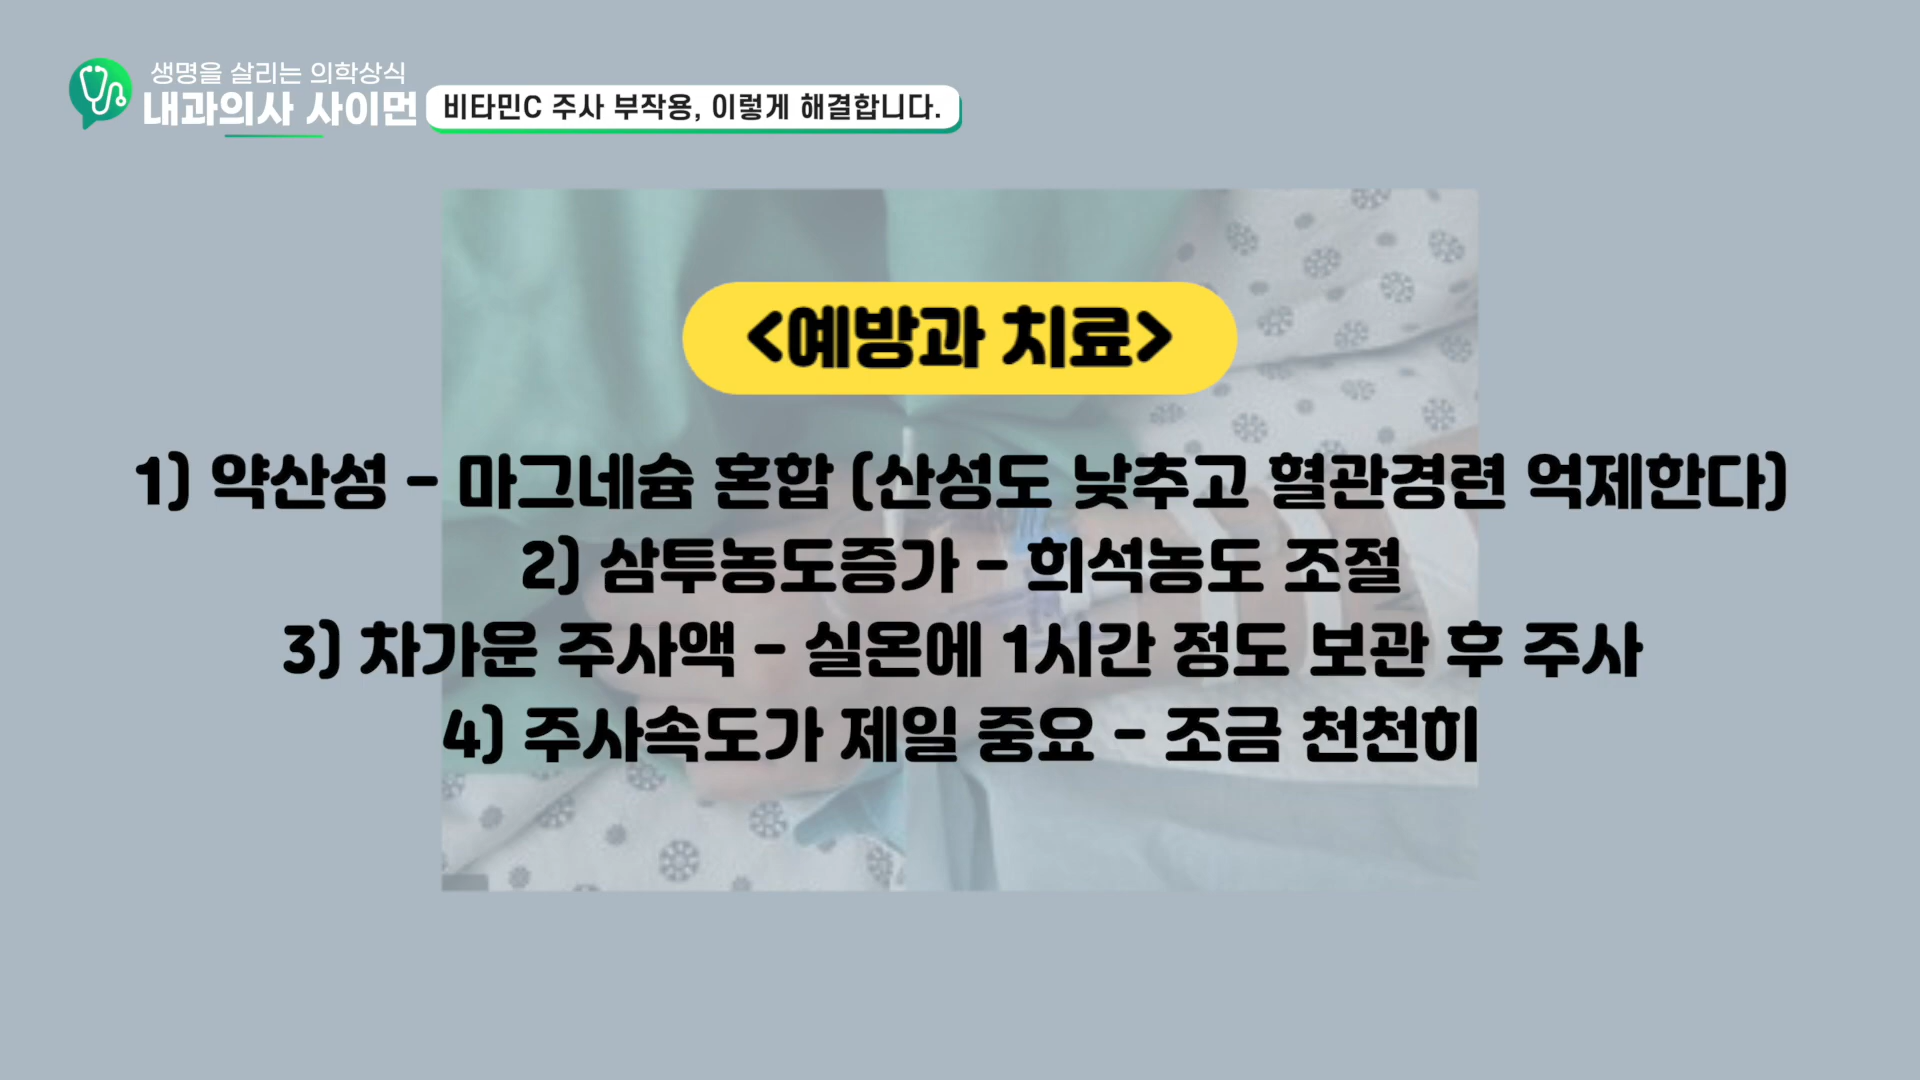 생명을 살리는 의학상식
내과의사 사이먼
비타민C 주사 부작용, 이렇게 해결합니다.
<예방과 치료>
1) 약산성 - 마그네슘 혼합 (산성도 낮추고 혈관경련 억제한다)
2) 삼투농도증가 - 희석농도 조절
3) 차가운 주사액 - 실온에 1시간 정도 보관 후 주사
4) 주사속도가 제일 중요 - 조금 천천히